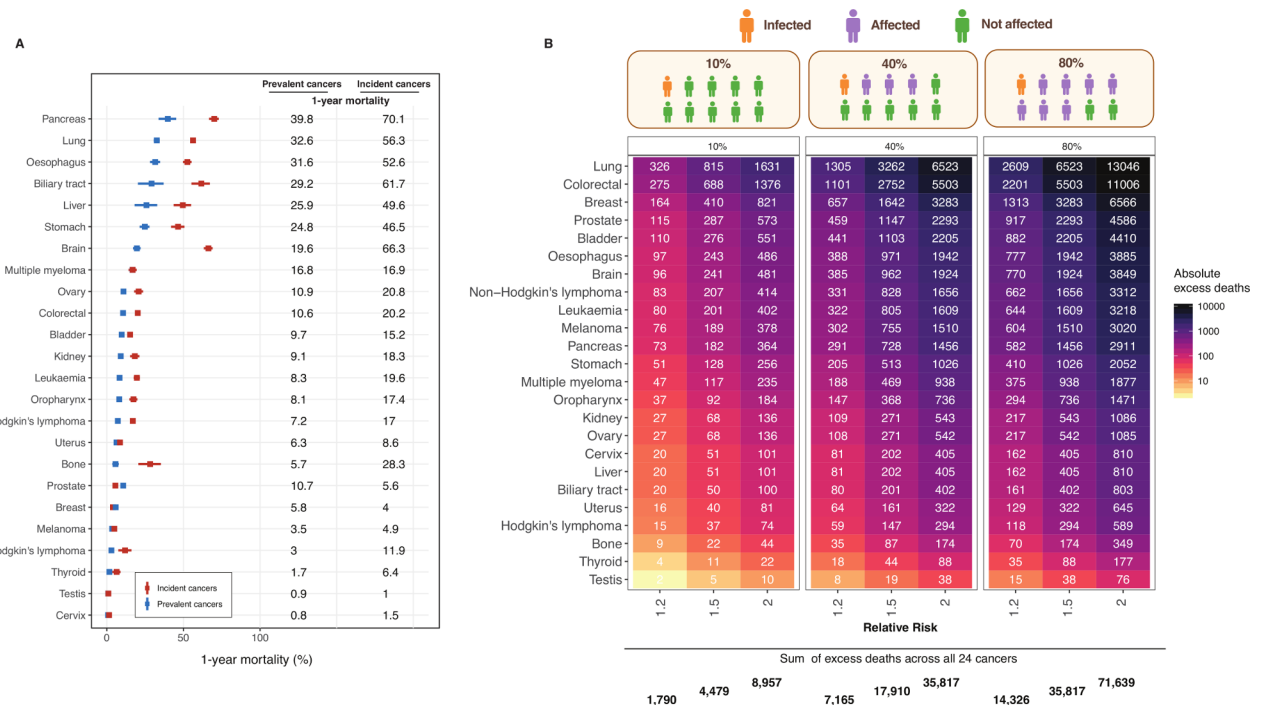 A
Prevalent cancers Incident cancers
1-year mortality
Pancreas 39.8 70.1
Lung 32.6 56.3
Oesophagus 31.6 52.6
Biliary tract 29.2 61.7
Liver 25.9 49.6
Stomach 24.8 46.5
Brain 19.6 66.3
Multiple myeloma 16.8 16.9
Ovary 10.9 20.8
Colorectal 10.6 20.2
Bladder 9.7 15.2
Kidney 9.1 18.3
Leukaemia 8.3 19.6
Oropharynx 8.1 17.4
odgkin's lymphoma 7.2 17
Uterus 6.3 8.6
Bone 5.7 28.3
Prostate 10.7 5.6
Breast 5.8 4
Melanoma 3.5 4.9
odgkin's lymphoma 3 11.9
Thyroid 1.7 6.4
Testis 0.9 1
Cervix 0.8 1.5
Incident cancers
Prevalent cancers
0 50 100
1-year mortality (%)
B
Infected Affected Not affected
10% 40% 80%
10% 40% 80%
Lung 326 815 1631 1305 3262 6523 2609 6523 13046
Colorectal 275 688 1376 1101 2752 5503 2201 5503 11006
Breast 164 410 821 657 1642 3283 1313 3283 6566
Prostate 115 287 573 459 1147 2293 917 2293 4586
Bladder 110 276 551 441 1103 2205 882 2205 4410
Oesophagus 97 243 486 388 971 1942 777 1942 3885
Brain 96 241 481 385 962 1924 770 1924 3849
Non-Hodgkin's lymphoma 83 207 414 331 828 1656 662 1656 3312
Leukaemia 80 201 402 322 805 1609 644 1609 3218
Melanoma 76 189 378 302 755 1510 604 1510 3020
Pancreas 73 182 364 291 728 1456 582 1456 2911
Stomach 51 128 256 205 513 1026 410 1026 2052
Multiple myeloma 47 117 235 188 469 938 375 938 1877
Oropharynx 37 92 184 147 368 736 294 736 1471
Kidney 27 68 136 109 271 543 217 543 1086
Ovary 27 68 136 108 271 542 217 542 1085
Cervix 20 51 101 81 202 405 162 405 810
Liver 20 51 101 81 202 405 162 405 810
Biliary tract 20 50 100 80 201 402 161 402 803
Uterus 16 40 81 64 161 322 129 322 645
Hodgkin's lymphoma 15 37 74 59 147 294 118 294 589
Bone 9 22 44 35 87 174 70 174 349
Thyroid 4 11 22 18 44 88 35 88 177
Testis 2 5 10 8 19 38 15 38 76
1.2 1.5 2 1.2 1.5 2 1.2 1.5 2
Relative Risk
Absolute
excess deaths
10000
1000
100
10
Sum of excess deaths across all 24 cancers
1,790 4,479 8,957 7,165 17,910 35,817 14,326 35,817 71,639